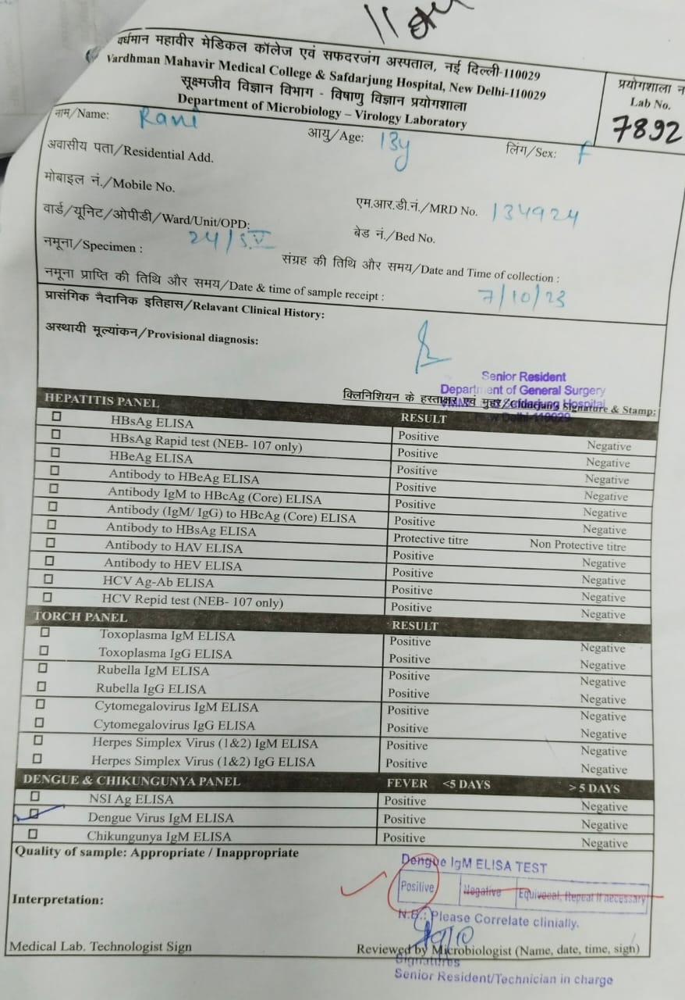 वर्धमान महावीर मेडिकल कॉलेज एवं सफदरजंग अस्पताल, नई दिल्ली-110029
Vardhman Mahavir Medical College & Safdarjung Hospital, New Delhi-110029
सूक्ष्मजीव विज्ञान विभाग - विषाणु विज्ञान प्रयोगशाला
Department of Microbiology – Virology Laboratory
प्रयोगशाला न
Lab No.
7892
नाम/Name: Rani
आयु/Age: 13y
लिंग/Sex: F
अवासीय पता/Residential Add.
मोबाइल नं./Mobile No.
एम.आर.डी.नं./MRD No. 134924
वार्ड/यूनिट/ओपीडी/Ward/Unit/OPD: 24/S.V
बेड नं./Bed No.
नमूना/Specimen :
संग्रह की तिथि और समय/Date and Time of collection :
नमूना प्राप्ति की तिथि और समय/Date & time of sample receipt : 7/10/23
प्रासंगिक नैदानिक इतिहास/Relavant Clinical History:
अस्थायी मूल्यांकन/Provisional diagnosis:
Senior Resident
Department of General Surgery
क्लिनिशियन के हस्ताक्षर एवं मुहर/ Signature & Stamp:
Safdarjung Hospital
New Delhi-110029
HEPATITIS PANEL RESULT
HBsAg ELISA Positive Negative
HBsAg Rapid test (NEB- 107 only) Positive Negative
HBeAg ELISA Positive Negative
Antibody to HBeAg ELISA Positive Negative
Antibody IgM to HBcAg (Core) ELISA Positive Negative
Antibody (IgM/ IgG) to HBcAg (Core) ELISA Positive Negative
Antibody to HBsAg ELISA Protective titre Non Protective titre
Antibody to HAV ELISA Positive Negative
Antibody to HEV ELISA Positive Negative
HCV Ag-Ab ELISA Positive Negative
HCV Repid test (NEB- 107 only) Positive Negative
TORCH PANEL RESULT
Toxoplasma IgM ELISA Positive Negative
Toxoplasma IgG ELISA Positive Negative
Rubella IgM ELISA Positive Negative
Rubella IgG ELISA Positive Negative
Cytomegalovirus IgM ELISA Positive Negative
Cytomegalovirus IgG ELISA Positive Negative
Herpes Simplex Virus (1&2) IgM ELISA Positive Negative
Herpes Simplex Virus (1&2) IgG ELISA Positive Negative
DENGUE & CHIKUNGUNYA PANEL FEVER <5 DAYS > 5 DAYS
NSI Ag ELISA Positive Negative
Dengue Virus IgM ELISA Positive Negative
Chikungunya IgM ELISA Positive Negative
Quality of sample: Appropriate / Inappropriate
Dengue IgM ELISA TEST
Positive Negative Equivocal, Repeat if necessary
Interpretation:
N.B.: Please Correlate clinially.
Medical Lab. Technologist Sign
Reviewed by Microbiologist (Name, date, time, sign)
Signatures
Senior Resident/Technician in charge